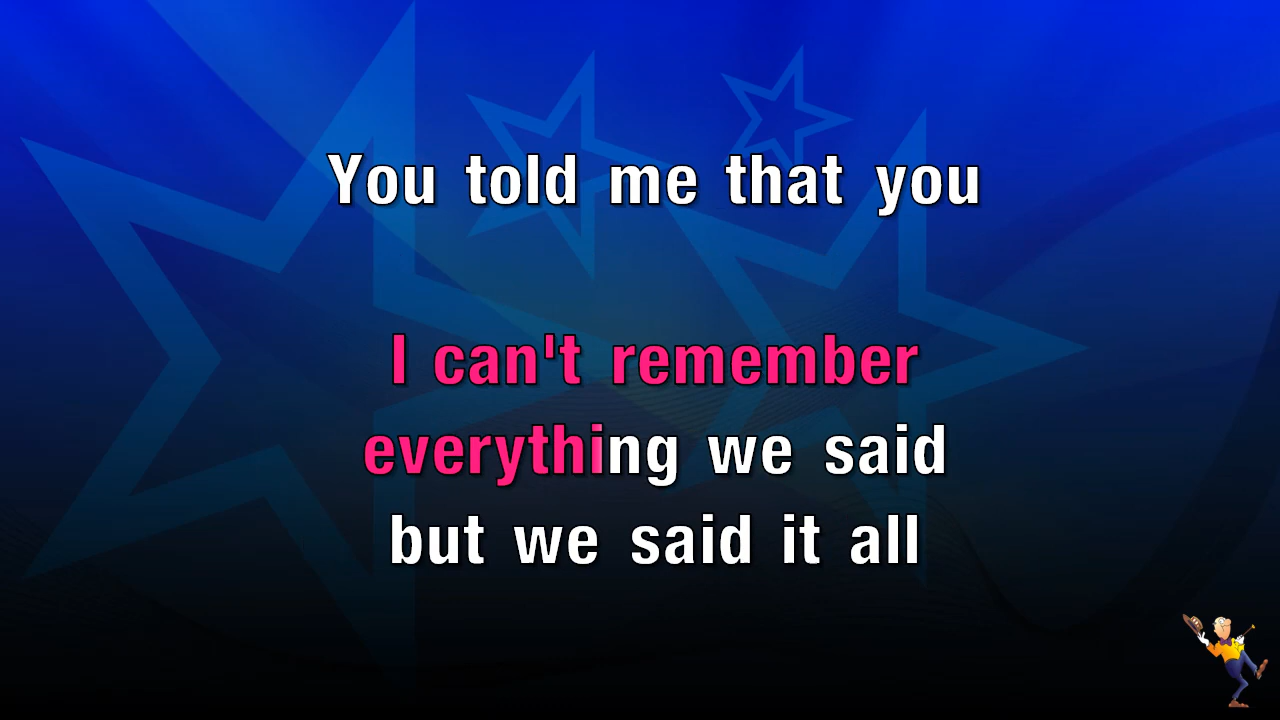 You told me that you
I can't remember
everything we said
but we said it all